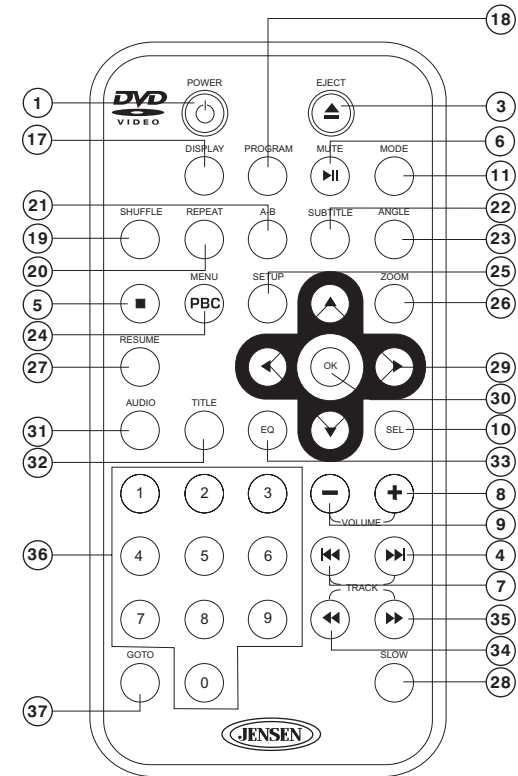 18
POWER
EJECT
1
DVD
VIDEO
3
17
DISPLAY
PROGRAM
MUTE
MODE
6
11
21
SHUFFLE
REPEAT
A-B
SUBTITLE
ANGLE
22
19
23
20
MENU
SETUP
ZOOM
25
5
PBC
26
24
RESUME
27
OK
29
30
AUDIO
TITLE
31
EQ
SEL
10
32
33
1
2
3
8
VOLUME
9
36
4
5
6
4
7
TRACK
7
8
9
35
34
GOTO
0
SLOW
28
37
JENSEN